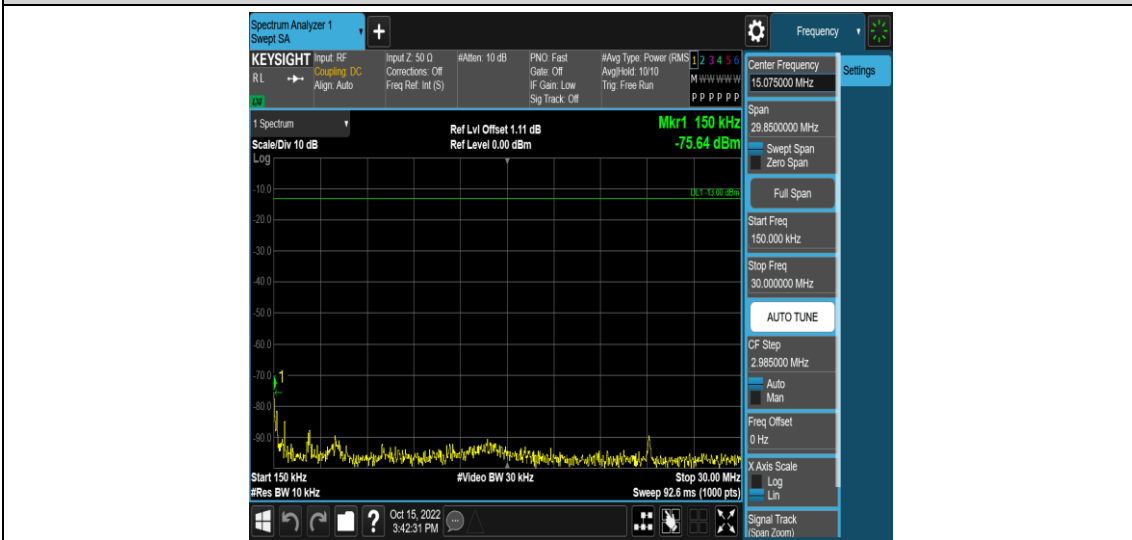 Spectrum Analyzer 1
Swept SA
Frequency
KEYSIGHT
RL
LXI
Input: RF
Coupling: DC
Align: Auto
Input Z: 50 Ω
Corrections: Off
Freq Ref: Int (S)
#Atten: 10 dB
PNO: Fast
Gate: Off
IF Gain: Low
Sig Track: Off
#Avg Type: Power (RMS
Avg|Hold: 10/10
Trig: Free Run
1 2 3 4 5 6
M W W W W W
P P P P P P
1 Spectrum
Scale/Div 10 dB
Log
Ref Lvl Offset 1.11 dB
Ref Level 0.00 dBm
Mkr1 150 kHz
-75.64 dBm
DL1 -13.00 dBm
-10.0
-20.0
-30.0
-40.0
-50.0
-60.0
-70.0
1
-80.0
-90.0
Start 150 kHz
#Res BW 10 kHz
#Video BW 30 kHz
Stop 30.00 MHz
Sweep 92.6 ms (1000 pts)
Oct 15, 2022
3:42:31 PM
Center Frequency
15.075000 MHz
Settings
Span
29.8500000 MHz
Swept Span
Zero Span
Full Span
Start Freq
150.000 kHz
Stop Freq
30.000000 MHz
AUTO TUNE
CF Step
2.985000 MHz
Auto
Man
Freq Offset
0 Hz
X Axis Scale
Log
Lin
Signal Track
(Span Zoom)